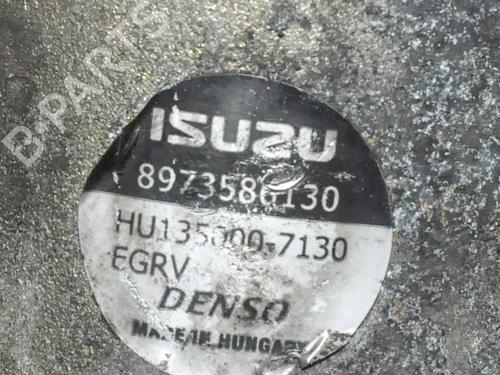 B-PARTS
ISUZU
8973586130
HU135000-7130
EGRV
DENSO
MADE IN HUNGARY